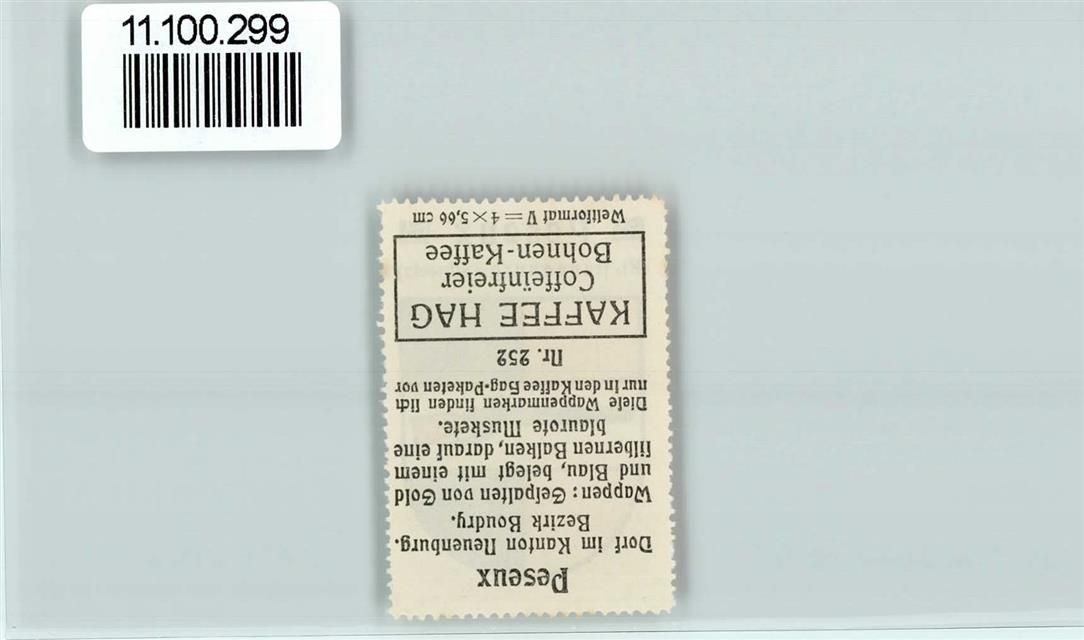 11.100.299
Peseux
Dorf im Kanton Neuenburg.
Bezirk Boudry.
Wappen: Gespalten von Gold
und Blau, belegt mit einem
silbernen Balken, darauf eine
blaurote Muskete.
Diese Wappenmarken finden sich
nur in den Kaffee Hag-Paketen vor
Nr. 252
KAFFEE HAG
Coffeïnfreier
Bohnen-Kaffee
Weltformat V = 4 × 5,66 cm